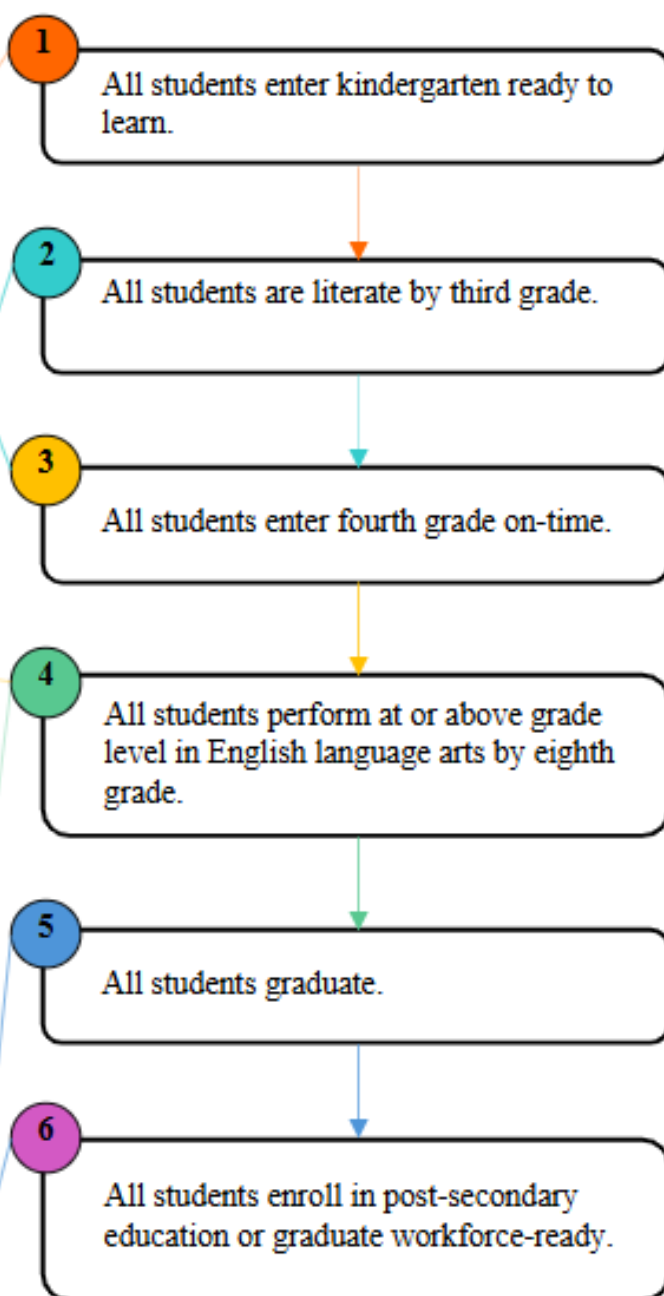 1
All students enter kindergarten ready to
learn.
2
All students are literate by third grade.
3
All students enter fourth grade on-time.
4
All students perform at or above grade
level in English language arts by eighth
grade.
5
All students graduate.
6
All students enroll in post-secondary
education or graduate workforce-ready.